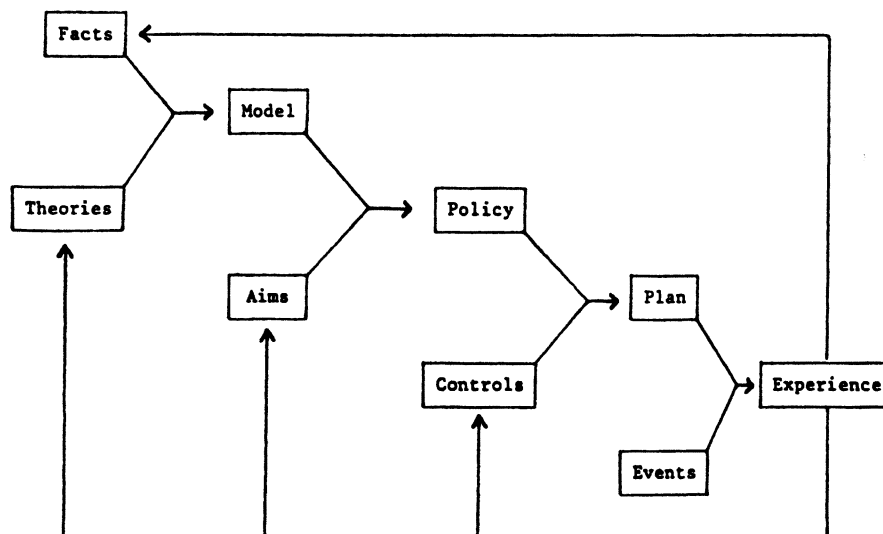 Facts
Model
Theories
Policy
Aims
Plan
Controls
Experience
Events